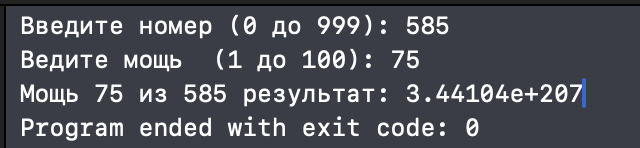 Введите номер (0 до 999): 585
Ведите мощь  (1 до 100): 75
Мощь 75 из 585 результат: 3.44104e+207
Program ended with exit code: 0